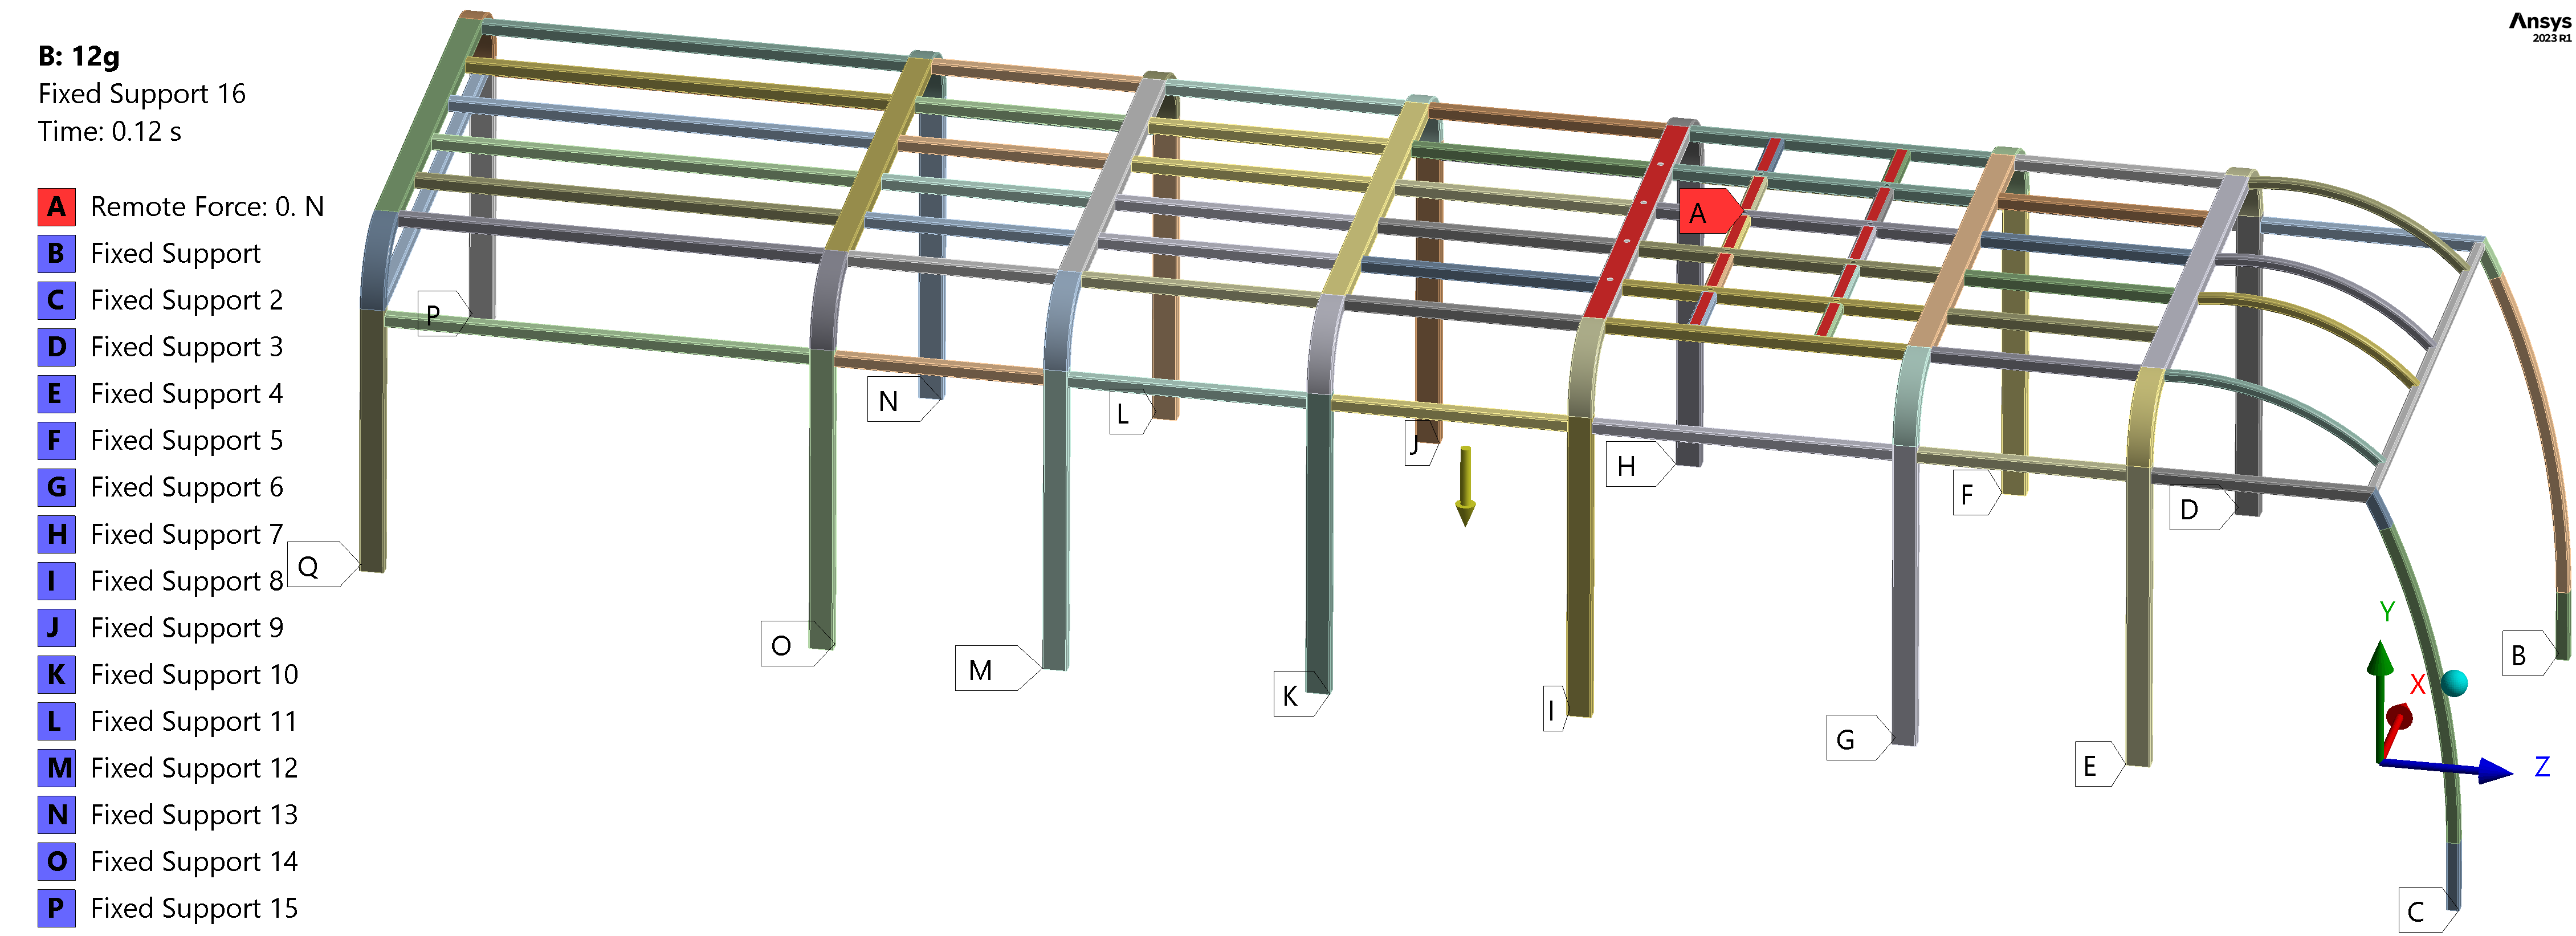 B: 12g
Fixed Support 16
Time: 0.12 s
A Remote Force: 0. N
B Fixed Support
C Fixed Support 2
D Fixed Support 3
E Fixed Support 4
F Fixed Support 5
G Fixed Support 6
H Fixed Support 7
I Fixed Support 8
J Fixed Support 9
K Fixed Support 10
L Fixed Support 11
M Fixed Support 12
N Fixed Support 13
O Fixed Support 14
P Fixed Support 15
Ansys
2023 R1
A
P
N
L
J
H
F
D
Q
O
M
K
I
G
E
B
C
Y
X
Z